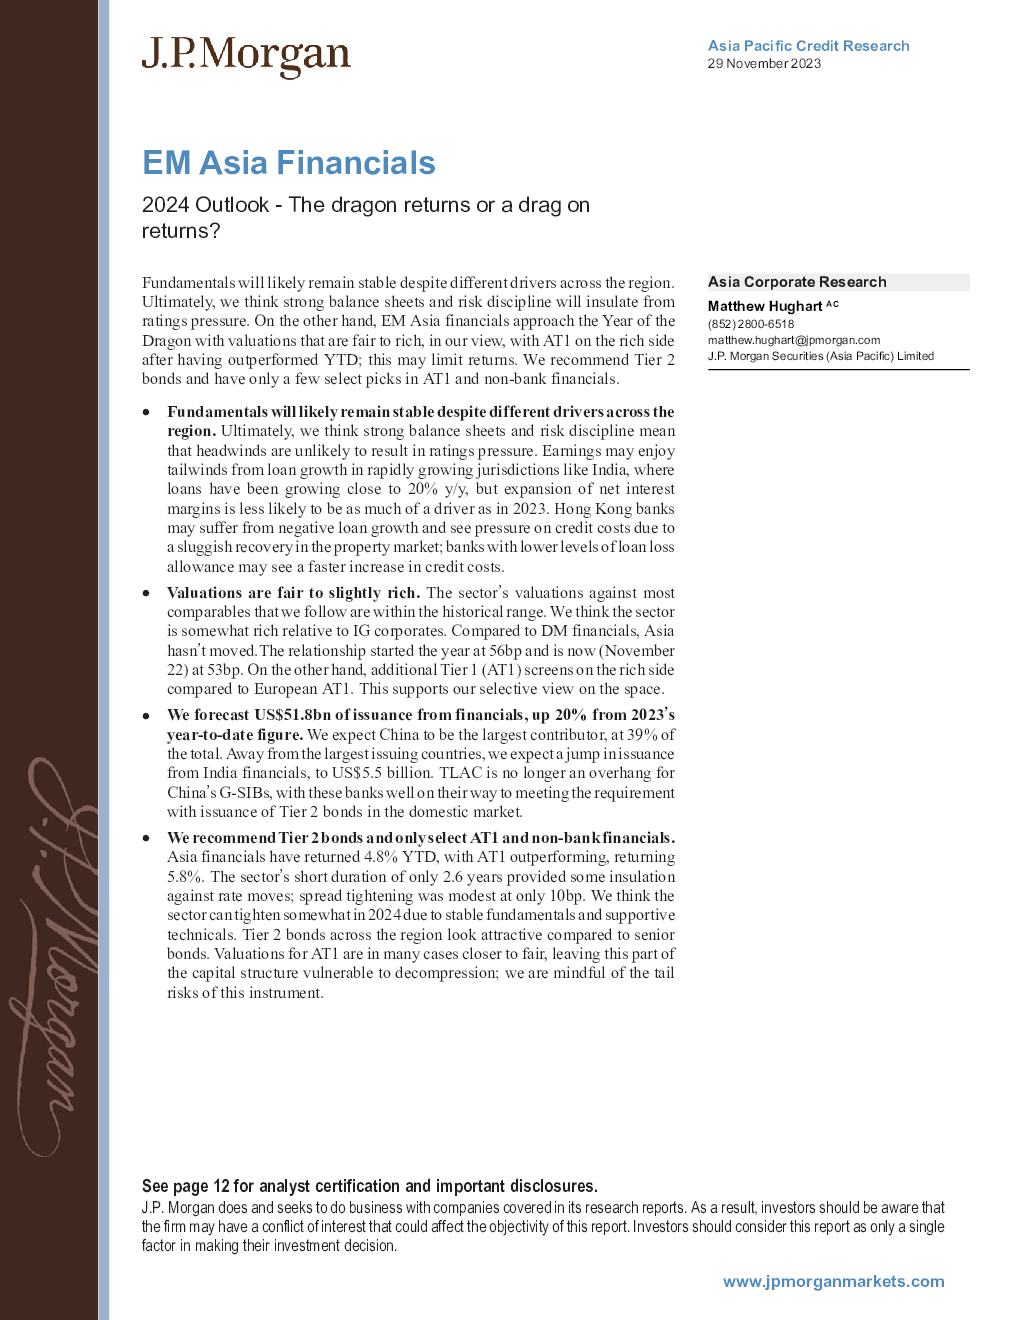 J.P.Morgan
Asia Pacific Credit Research
29 November 2023
EM Asia Financials
2024 Outlook - The dragon returns or a drag on
returns?
Fundamentals will likely remain stable despite different drivers across the region.
Ultimately, we think strong balance sheets and risk discipline will insulate from
ratings pressure. On the other hand, EM Asia financials approach the Year of the
Dragon with valuations that are fair to rich, in our view, with AT1 on the rich side
after having outperformed YTD; this may limit returns. We recommend Tier 2
bonds and have only a few select picks in AT1 and non-bank financials.
• Fundamentals will likely remain stable despite different drivers across the
region. Ultimately, we think strong balance sheets and risk discipline mean
that headwinds are unlikely to result in ratings pressure. Earnings may enjoy
tailwinds from loan growth in rapidly growing jurisdictions like India, where
loans have been growing close to 20% y/y, but expansion of net interest
margins is less likely to be as much of a driver as in 2023. Hong Kong banks
may suffer from negative loan growth and see pressure on credit costs due to
a sluggish recovery in the property market; banks with lower levels of loan loss
allowance may see a faster increase in credit costs.
• Valuations are fair to slightly rich. The sector's valuations against most
comparables that we follow are within the historical range. We think the sector
is somewhat rich relative to IG corporates. Compared to DM financials, Asia
hasn't moved. The relationship started the year at 56bp and is now (November
22) at 53bp. On the other hand, additional Tier 1 (AT1) screens on the rich side
compared to European AT1. This supports our selective view on the space.
• We forecast US$51.8bn of issuance from financials, up 20% from 2023's
year-to-date figure. We expect China to be the largest contributor, at 39% of
the total. Away from the largest issuing countries, we expect a jump in issuance
from India financials, to US$5.5 billion. TLAC is no longer an overhang for
China's G-SIBs, with these banks well on their way to meeting the requirement
with issuance of Tier 2 bonds in the domestic market.
• We recommend Tier 2 bonds and only select AT1 and non-bank financials.
Asia financials have returned 4.8% YTD, with AT1 outperforming, returning
5.8%. The sector's short duration of only 2.6 years provided some insulation
against rate moves; spread tightening was modest at only 10bp. We think the
sector can tighten somewhat in 2024 due to stable fundamentals and supportive
technicals. Tier 2 bonds across the region look attractive compared to senior
bonds. Valuations for AT1 are in many cases closer to fair, leaving this part of
the capital structure vulnerable to decompression; we are mindful of the tail
risks of this instrument.
Asia Corporate Research
Matthew Hughart AC
(852) 2800-6518
matthew.hughart@jpmorgan.com
J.P. Morgan Securities (Asia Pacific) Limited
J.P.Morgan
See page 12 for analyst certification and important disclosures.
J.P. Morgan does and seeks to do business with companies covered in its research reports. As a result, investors should be aware that
the firm may have a conflict of interest that could affect the objectivity of this report. Investors should consider this report as only a single
factor in making their investment decision.
www.jpmorganmarkets.com